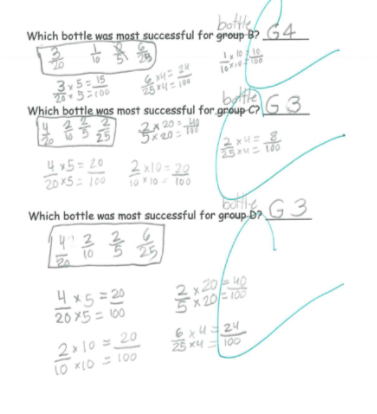 bottle
Which bottle was most successful for group B? G4
3 1 6
20 10 5 25
1 x 10 = 10
10 x 10 = 100
3 x 5 = 15
20 x 5 = 100
6 x 4 = 24
25 x 4 = 100
bottle
Which bottle was most successful for group C? G3
4 2 2 2
20 10 5 25
2 x 20 = 40
5 x 20 = 100
2 x 4 = 8
25 x 4 = 100
4 x 5 = 20
20 x 5 = 100
2 x 10 = 20
10 x 10 = 100
bottle
Which bottle was most successful for group D? G3
4 2 2 6
20 10 5 25
4 x 5 = 20
20 x 5 = 100
2 x 20 = 40
5 x 20 = 100
2 x 10 = 20
10 x 10 = 100
6 x 4 = 24
25 x 4 = 100